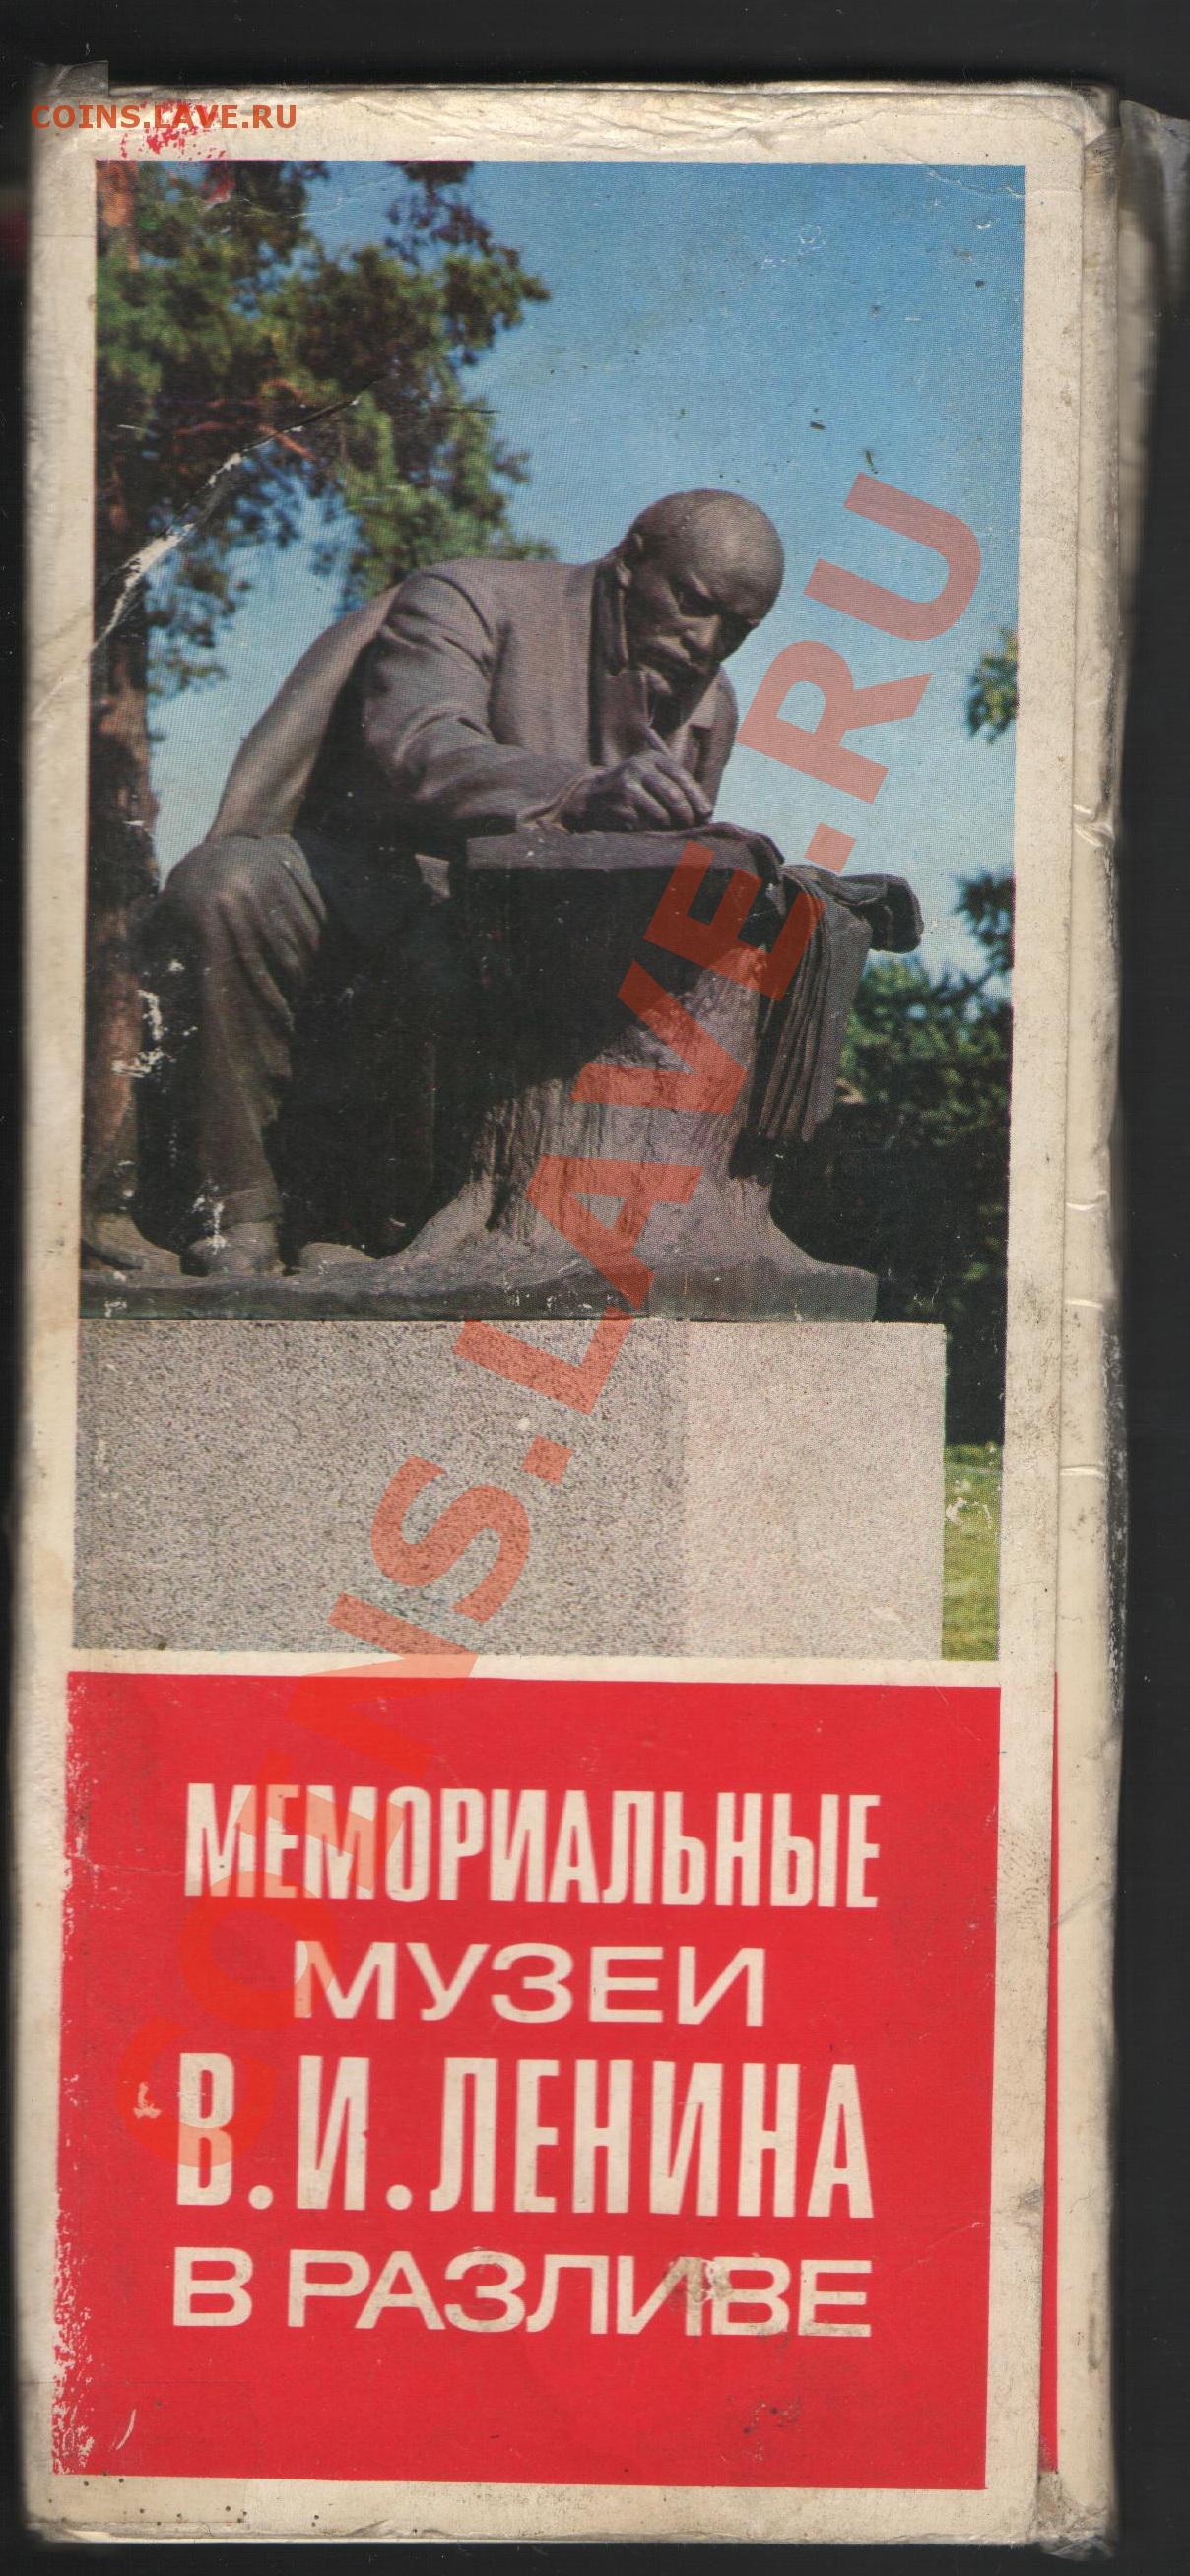 COINS.LAVE.RU
COINS.LAVE.RU
МЕМОРИАЛЬНЫЕ
МУЗЕИ
В.И.ЛЕНИНА
В РАЗЛИВЕ